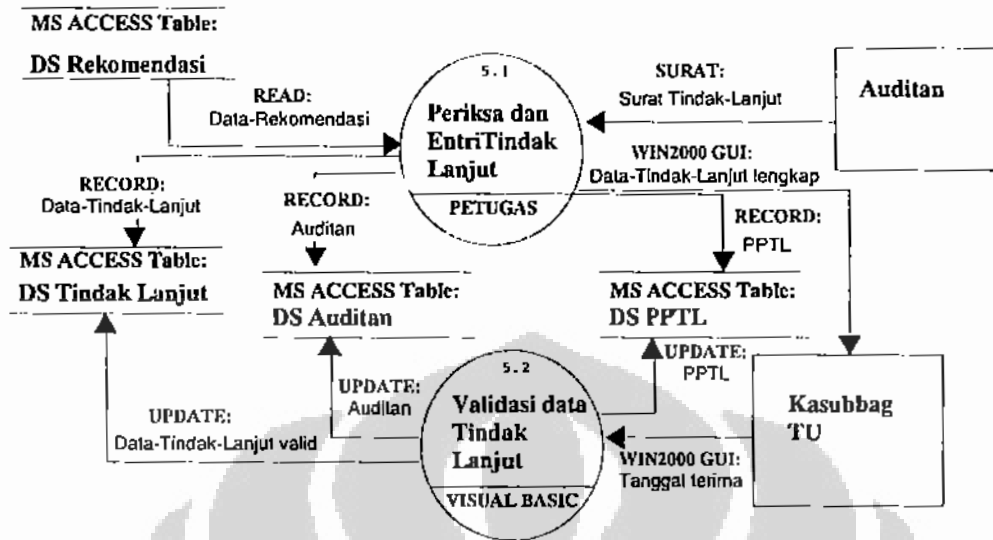 MS ACCESS Table:
DS Rekomendasi
READ:
Data-Rekomendasi
5.1
Periksa dan
EntriTindak
Lanjut
PETUGAS
SURAT:
Surat Tindak-Lanjut
Auditan
WIN2000 GUI:
Data-Tindak-Lanjut lengkap
RECORD:
Data-Tindak-Lanjut
RECORD:
Auditan
RECORD:
PPTL
MS ACCESS Table:
DS Tindak Lanjut
MS ACCESS Table:
DS Auditan
MS ACCESS Table:
DS PPTL
UPDATE:
Data-Tindak-Lanjut valid
UPDATE:
Auditan
5.2
Validasi data
Tindak
Lanjut
VISUAL BASIC
UPDATE:
PPTL
WIN2000 GUI:
Tanggal terima
Kasubbag
TU